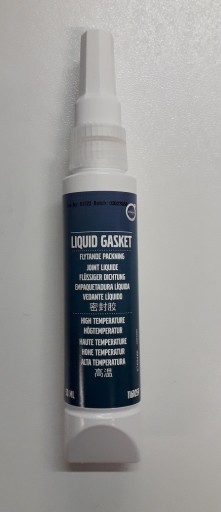 LIQUID GASKET
FLYTANDE PACKNING
JOINT LIQUIDE
FLÜSSIGER DICHTUNG
EMPAQUETADURA LÍQUIDA
VEDANTE LÍQUIDO
密封胶
HIGH TEMPERATURE
HÖGTEMPERATUR
HAUTE TEMPERATURE
HOHE TEMPERATUR
ALTA TEMPERATURA
高温
ML